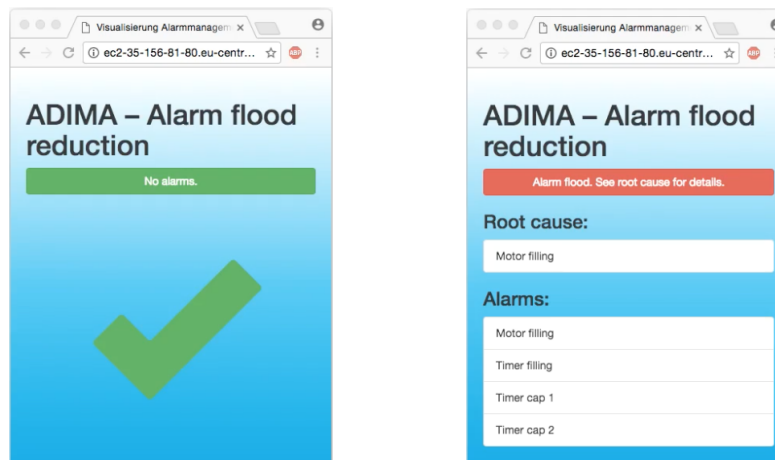 Visualisierung Alarmmanagem
ec2-35-156-81-80.eu-centr...
ABP
ADIMA – Alarm flood
reduction
No alarms.
Visualisierung Alarmmanagem
ec2-35-156-81-80.eu-centr...
ABP
ADIMA – Alarm flood
reduction
Alarm flood. See root cause for details.
Root cause:
Motor filling
Alarms:
Motor filling
Timer filling
Timer cap 1
Timer cap 2